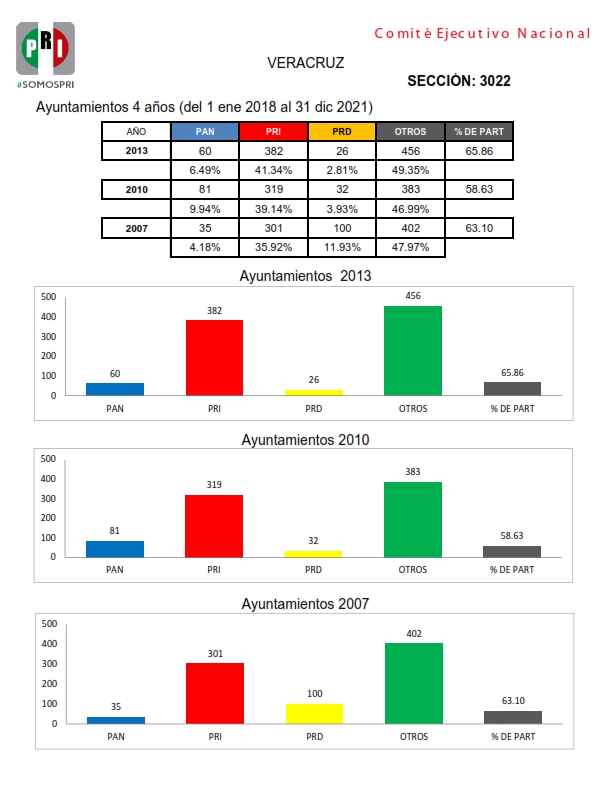 Comité Ejecutivo Nacional
PRI
#SOMOSPRI
VERACRUZ
SECCIÒN: 3022
Ayuntamientos 4 años (del 1 ene 2018 al 31 dic 2021)
AÑO PAN PRI PRD OTROS % DE PART
2013 60 382 26 456 65.86
6.49% 41.34% 2.81% 49.35%
2010 81 319 32 383 58.63
9.94% 39.14% 3.93% 46.99%
2007 35 301 100 402 63.10
4.18% 35.92% 11.93% 47.97%
Ayuntamientos 2013
500
400
300
200
100
0
60 382 26 456 65.86
PAN PRI PRD OTROS % DE PART
Ayuntamientos 2010
500
400
300
200
100
0
81 319 32 383 58.63
PAN PRI PRD OTROS % DE PART
Ayuntamientos 2007
500
400
300
200
100
0
35 301 100 402 63.10
PAN PRI PRD OTROS % DE PART